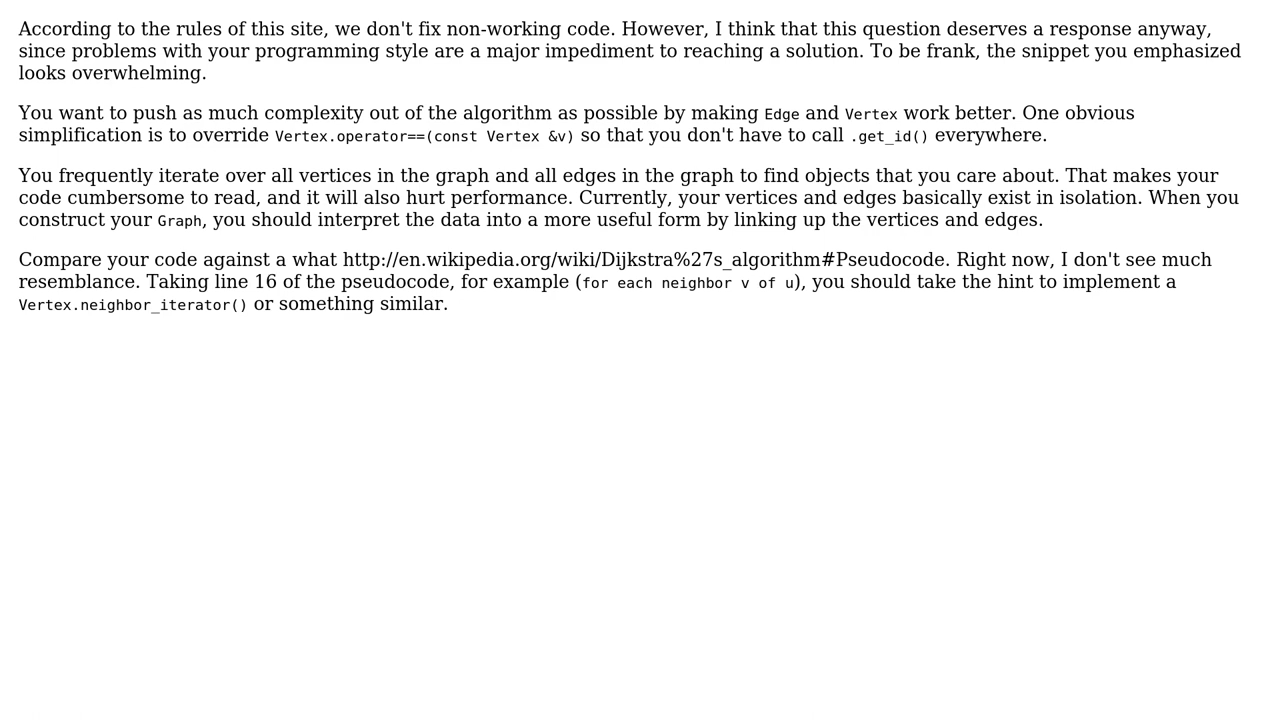 According to the rules of this site, we don't fix non-working code. However, I think that this question deserves a response anyway,
since problems with your programming style are a major impediment to reaching a solution. To be frank, the snippet you emphasized
looks overwhelming.
You want to push as much complexity out of the algorithm as possible by making Edge and Vertex work better. One obvious
simplification is to override Vertex.operator==(const Vertex &v) so that you don't have to call .get_id() everywhere.
You frequently iterate over all vertices in the graph and all edges in the graph to find objects that you care about. That makes your
code cumbersome to read, and it will also hurt performance. Currently, your vertices and edges basically exist in isolation. When you
construct your Graph, you should interpret the data into a more useful form by linking up the vertices and edges.
Compare your code against a what http://en.wikipedia.org/wiki/Dijkstra%27s_algorithm#Pseudocode. Right now, I don't see much
resemblance. Taking line 16 of the pseudocode, for example (for each neighbor v of u), you should take the hint to implement a
Vertex.neighbor_iterator() or something similar.